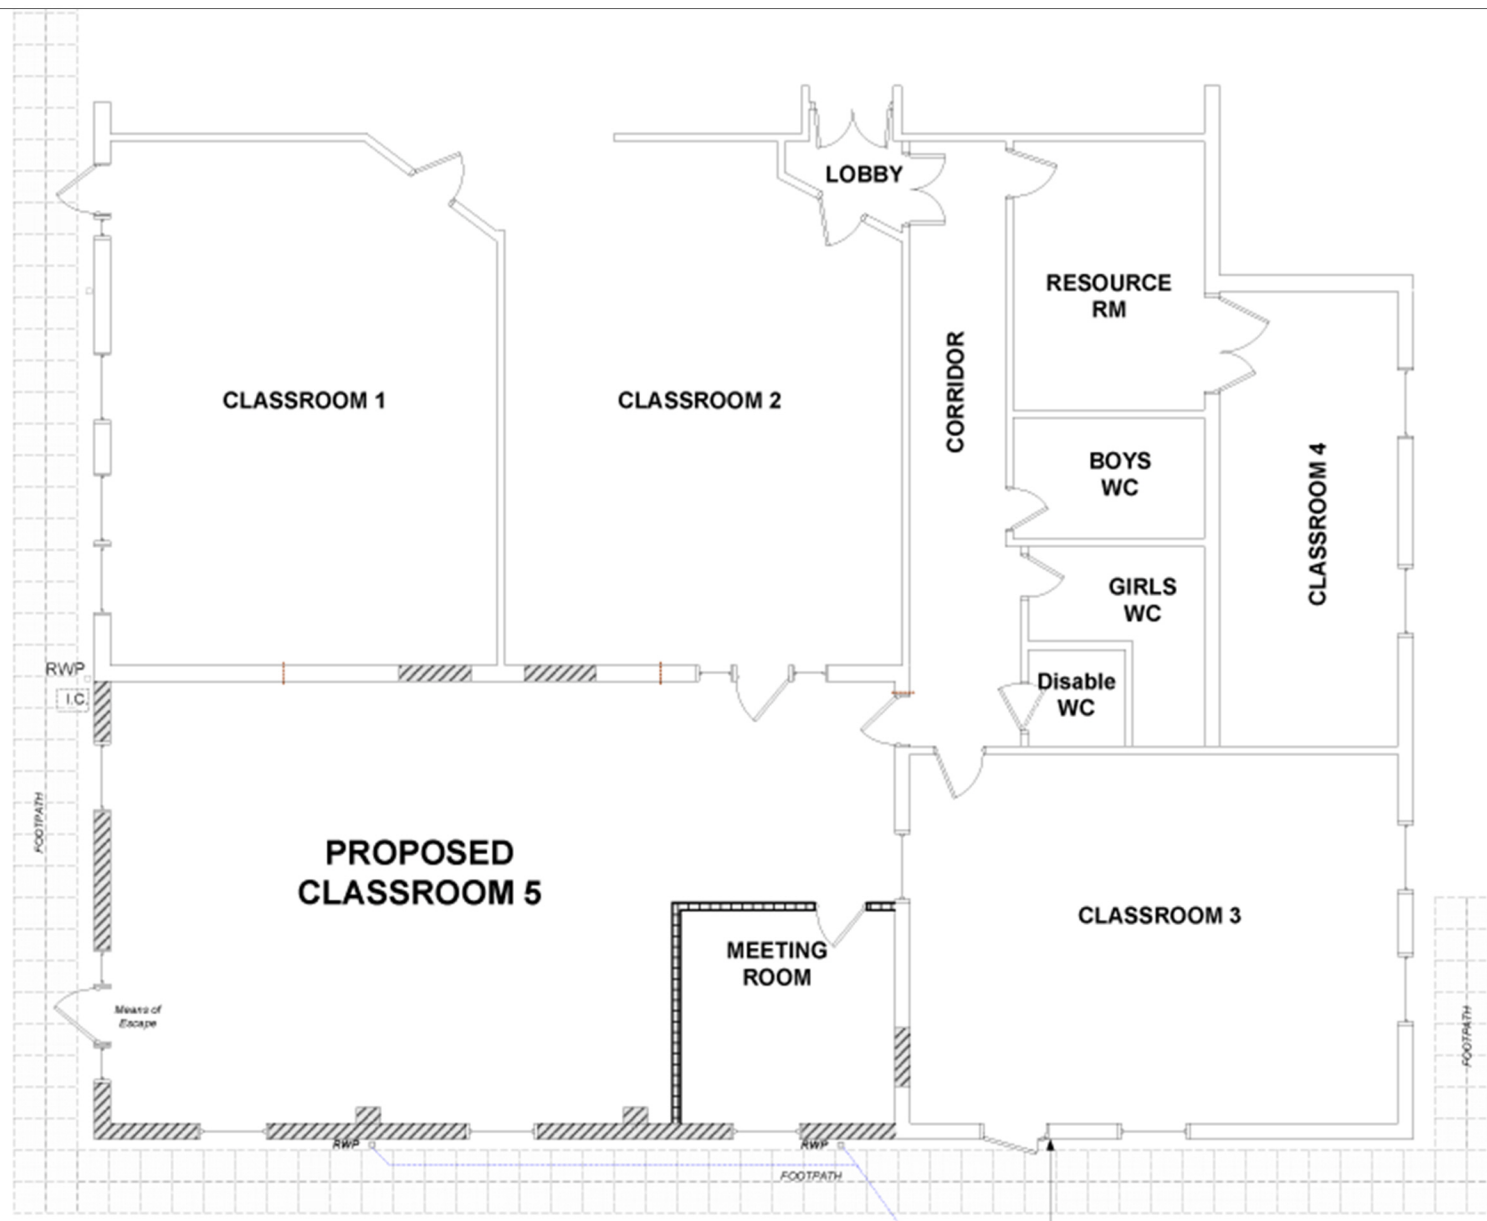 LOBBY
RESOURCE
RM
CORRIDOR
CLASSROOM 1
CLASSROOM 2
BOYS
WC
CLASSROOM 4
GIRLS
WC
RWP
I.C.
Disable
WC
FOOTPATH
PROPOSED
CLASSROOM 5
CLASSROOM 3
MEETING
ROOM
Means of
Escape
FOOTPATH
RWP
RWP
FOOTPATH